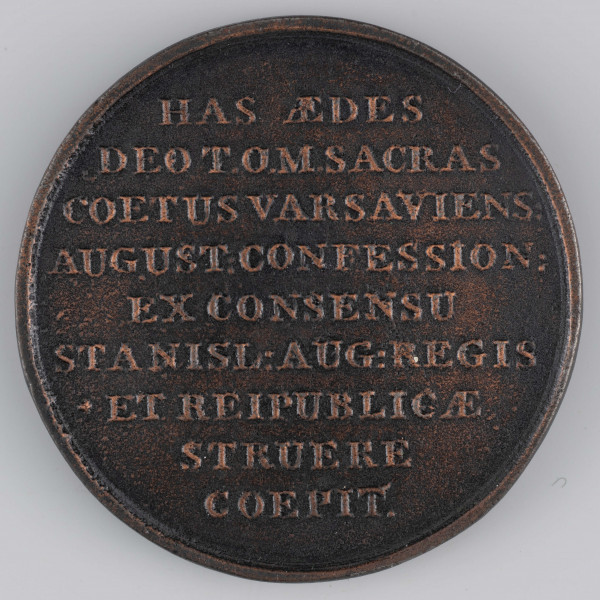 HAS ÆDES
DEO T.O.M. SACRAS
COETUS VARSAVIENS:
AUGUST: CONFESSION:
EX CONSENSU
STANISL: AUG: REGIS
ET REIPUBLICÆ
STRUERE
COEPIT.